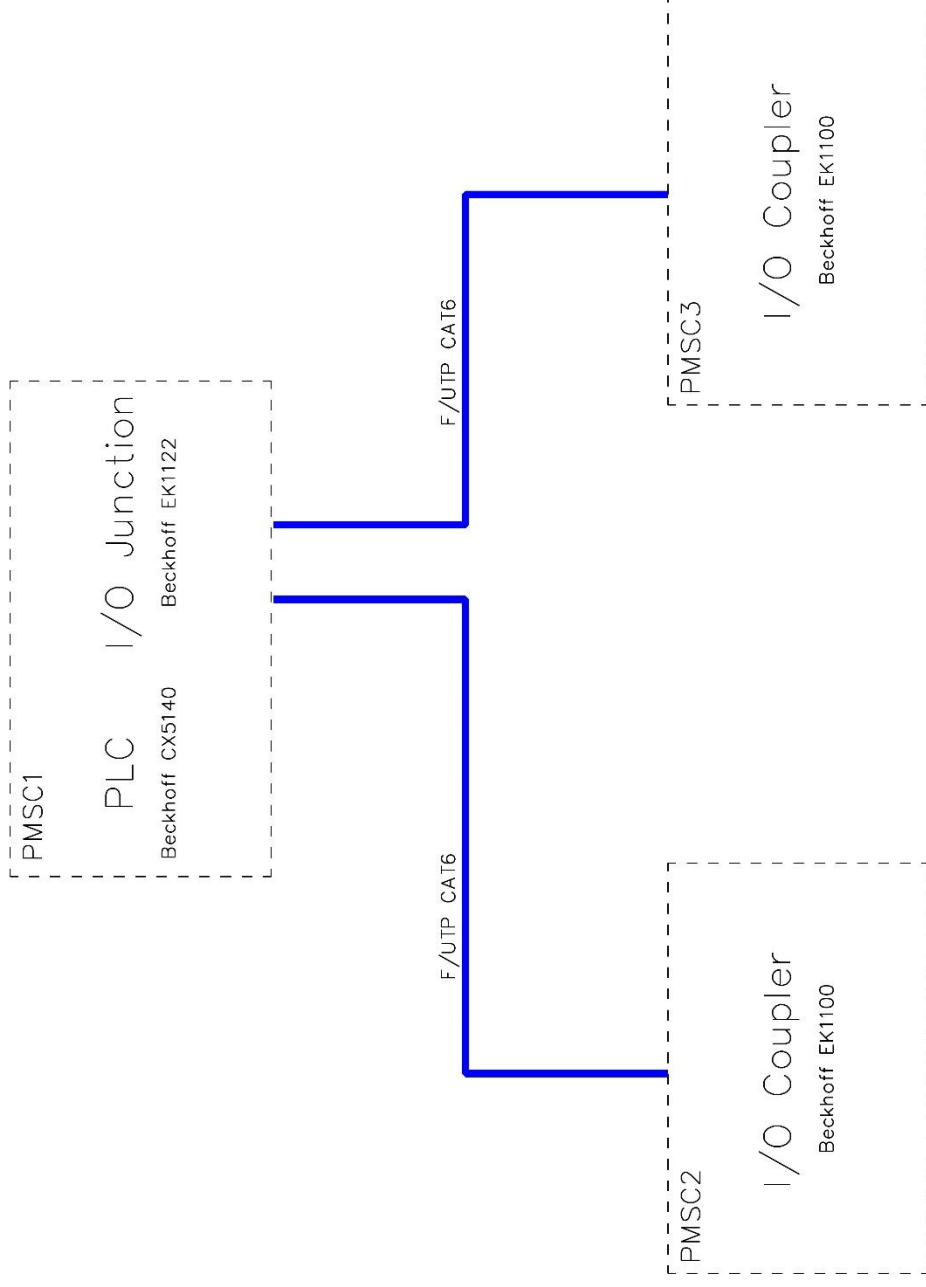 PMSC1
PLC
Beckhoff CX5140
I/O Junction
Beckhoff EK1122
F/UTP CAT6
F/UTP CAT6
PMSC2
I/O Coupler
Beckhoff EK1100
PMSC3
I/O Coupler
Beckhoff EK1100